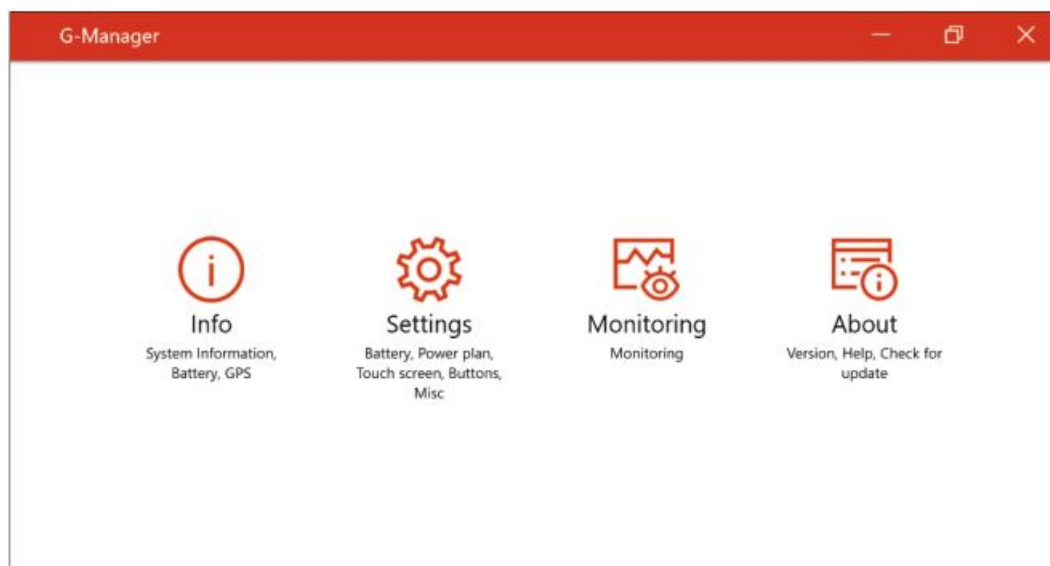 G-Manager
Info
System Information,
Battery, GPS
Settings
Battery, Power plan,
Touch screen, Buttons,
Misc
Monitoring
Monitoring
About
Version, Help, Check for
update